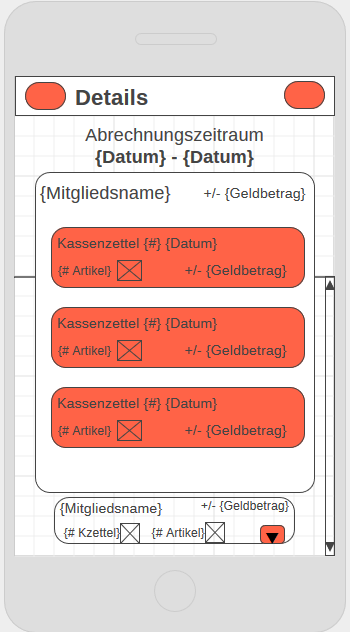 Details
Abrechnungszeitraum
{Datum} - {Datum}
{Mitgliedsname} +/- {Geldbetrag}
Kassenzettel {#} {Datum}
{# Artikel} +/- {Geldbetrag}
Kassenzettel {#} {Datum}
{# Artikel} +/- {Geldbetrag}
Kassenzettel {#} {Datum}
{# Artikel} +/- {Geldbetrag}
{Mitgliedsname} +/- {Geldbetrag}
{# Kzettel} {# Artikel}